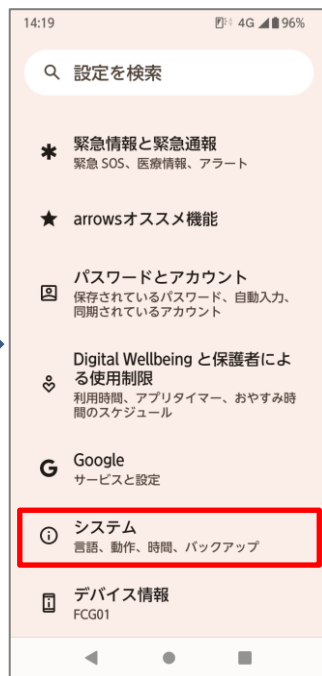 14:19 4G 96%
設定を検索
緊急情報と緊急通報
緊急 SOS、医療情報、アラート
arrowsオススメ機能
パスワードとアカウント
保存されているパスワード、自動入力、
同期されているアカウント
Digital Wellbeing と保護者によ
る使用制限
利用時間、アプリタイマー、おやすみ時
間のスケジュール
Google
サービスと設定
システム
言語、動作、時間、バックアップ
デバイス情報
FCG01